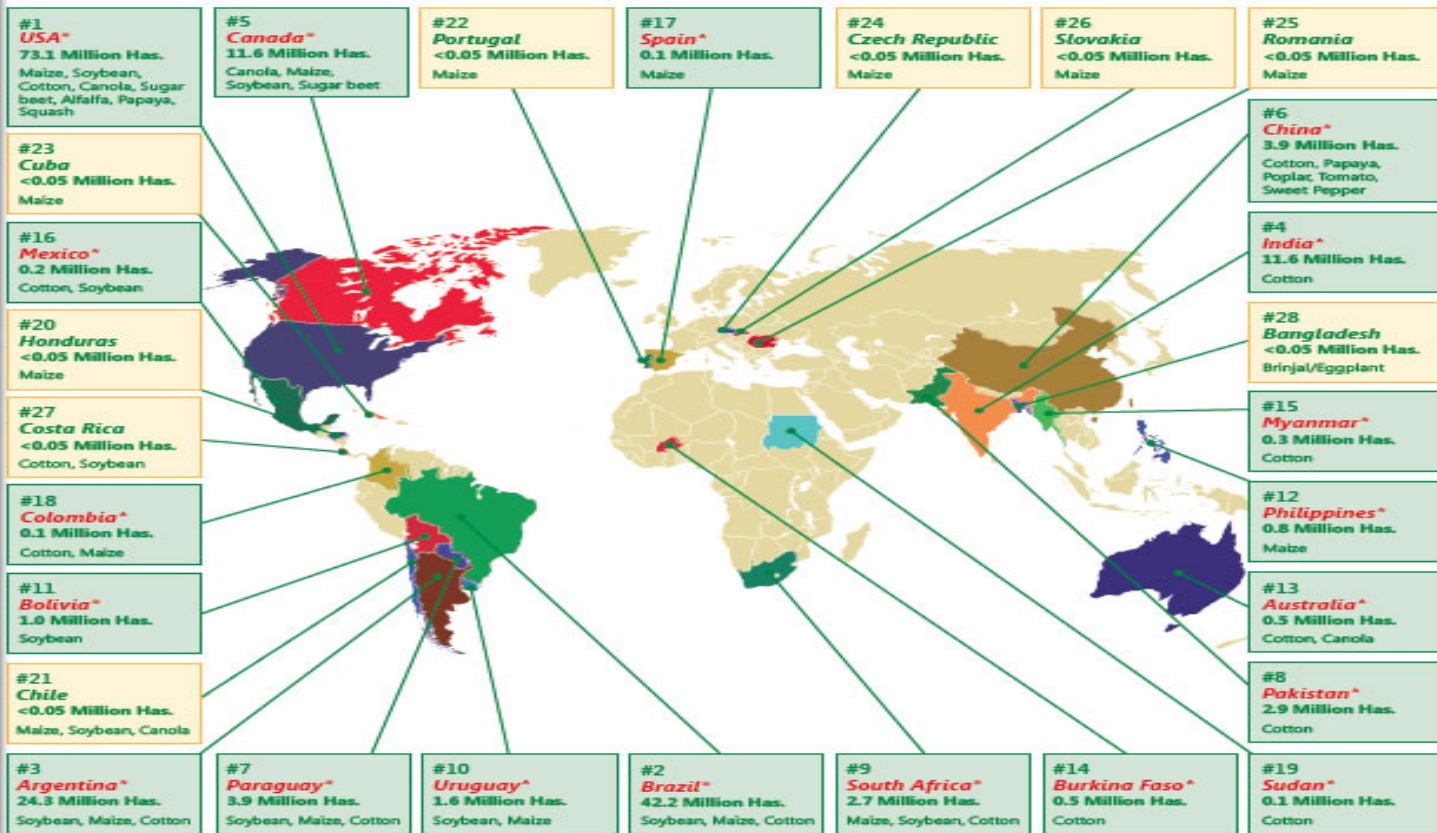 #1
USA*
73.1 Million Has.
Maize, Soybean,
Cotton, Canola, Sugar
beet, Alfalfa, Papaya,
Squash
#5
Canada*
11.6 Million Has.
Canola, Maize,
Soybean, Sugar beet
#22
Portugal
<0.05 Million Has.
Maize
#17
Spain*
0.1 Million Has.
Maize
#24
Czech Republic
<0.05 Million Has.
Maize
#26
Slovakia
<0.05 Million Has.
Maize
#25
Romania
<0.05 Million Has.
Maize
#23
Cuba
<0.05 Million Has.
Maize
#6
China*
3.9 Million Has.
Cotton, Papaya,
Poplar, Tomato,
Sweet Pepper
#16
Mexico*
0.2 Million Has.
Cotton, Soybean
#4
India*
11.6 Million Has.
Cotton
#20
Honduras
<0.05 Million Has.
Maize
#28
Bangladesh
<0.05 Million Has.
Brinjal/Eggplant
#27
Costa Rica
<0.05 Million Has.
Cotton, Soybean
#15
Myanmar*
0.3 Million Has.
Cotton
#18
Colombia*
0.1 Million Has.
Cotton, Maize
#12
Philippines*
0.8 Million Has.
Maize
#11
Bolivia*
1.0 Million Has.
Soybean
#13
Australia*
0.5 Million Has.
Cotton, Canola
#21
Chile
<0.05 Million Has.
Maize, Soybean, Canola
#8
Pakistan*
2.9 Million Has.
Cotton
#3
Argentina*
24.3 Million Has.
Soybean, Maize, Cotton
#7
Paraguay*
3.9 Million Has.
Soybean, Maize, Cotton
#10
Uruguay*
1.6 Million Has.
Soybean, Maize
#2
Brazil*
42.2 Million Has.
Soybean, Maize, Cotton
#9
South Africa*
2.7 Million Has.
Maize, Soybean, Cotton
#14
Burkina Faso*
0.5 Million Has.
Cotton
#19
Sudan*
0.1 Million Has.
Cotton